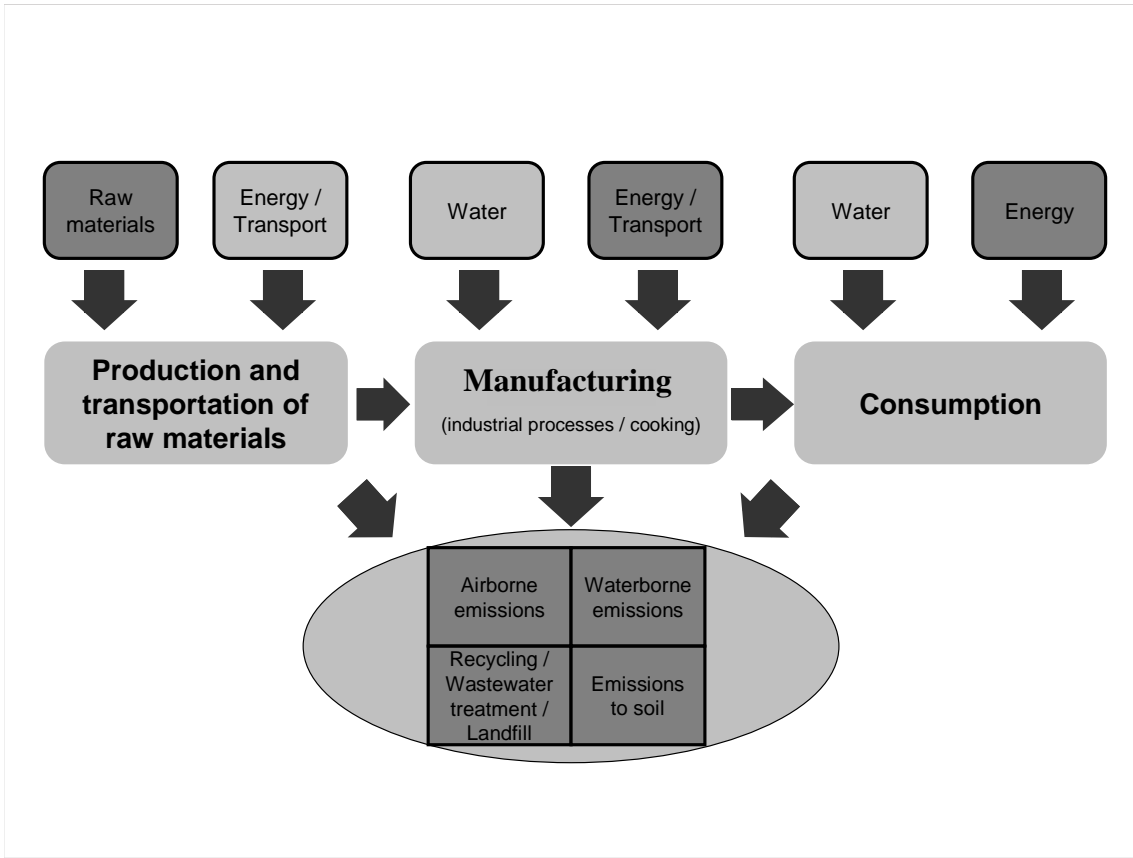 Raw
materials
Energy /
Transport
Water
Energy /
Transport
Water
Energy
Production and
transportation of
raw materials
Manufacturing
(industrial processes / cooking)
Consumption
Airborne
emissions
Waterborne
emissions
Recycling /
Wastewater
treatment /
Landfill
Emissions
to soil